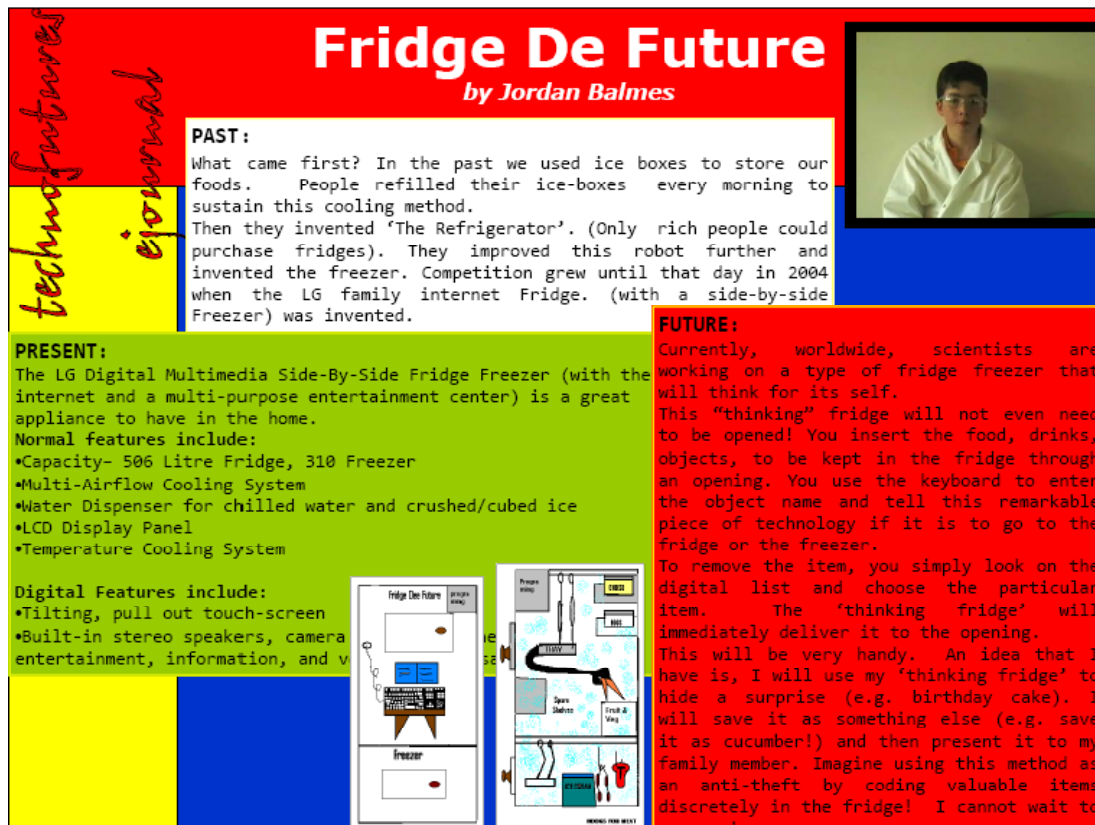 technofutures
ejournal
Fridge De Future
by Jordan Balmes
PAST:
What came first? In the past we used ice boxes to store our
foods. People refilled their ice-boxes every morning to
sustain this cooling method.
Then they invented ‘The Refrigerator’. (Only rich people could
purchase fridges). They improved this robot further and
invented the freezer. Competition grew until that day in 2004
when the LG family internet Fridge. (with a side-by-side
Freezer) was invented.
PRESENT:
The LG Digital Multimedia Side-By-Side Fridge Freezer (with the
internet and a multi-purpose entertainment center) is a great
appliance to have in the home.
Normal features include:
•Capacity– 506 Litre Fridge, 310 Freezer
•Multi-Airflow Cooling System
•Water Dispenser for chilled water and crushed/cubed ice
•LCD Display Panel
•Temperature Cooling System
Digital Features include:
•Tilting, pull out touch-screen
•Built-in stereo speakers, camera
entertainment, information, and
Fridge Dee Future
progra
ming
Freezer
Progra
ming
TRAY
Spare
Shelves
Fruit &
Veg
FUTURE:
Currently, worldwide, scientists are
working on a type of fridge freezer that
will think for its self.
This “thinking” fridge will not even need
to be opened! You insert the food, drinks,
objects, to be kept in the fridge through
an opening. You use the keyboard to enter
the object name and tell this remarkable
piece of technology if it is to go to the
fridge or the freezer.
To remove the item, you simply look on the
digital list and choose the particular
item. The ‘thinking fridge’ will
immediately deliver it to the opening.
This will be very handy. An idea that I
have is, I will use my ‘thinking fridge’ to
hide a surprise (e.g. birthday cake). I
will save it as something else (e.g. save
it as cucumber!) and then present it to my
family member. Imagine using this method as
an anti-theft by coding valuable items
discretely in the fridge! I cannot wait to